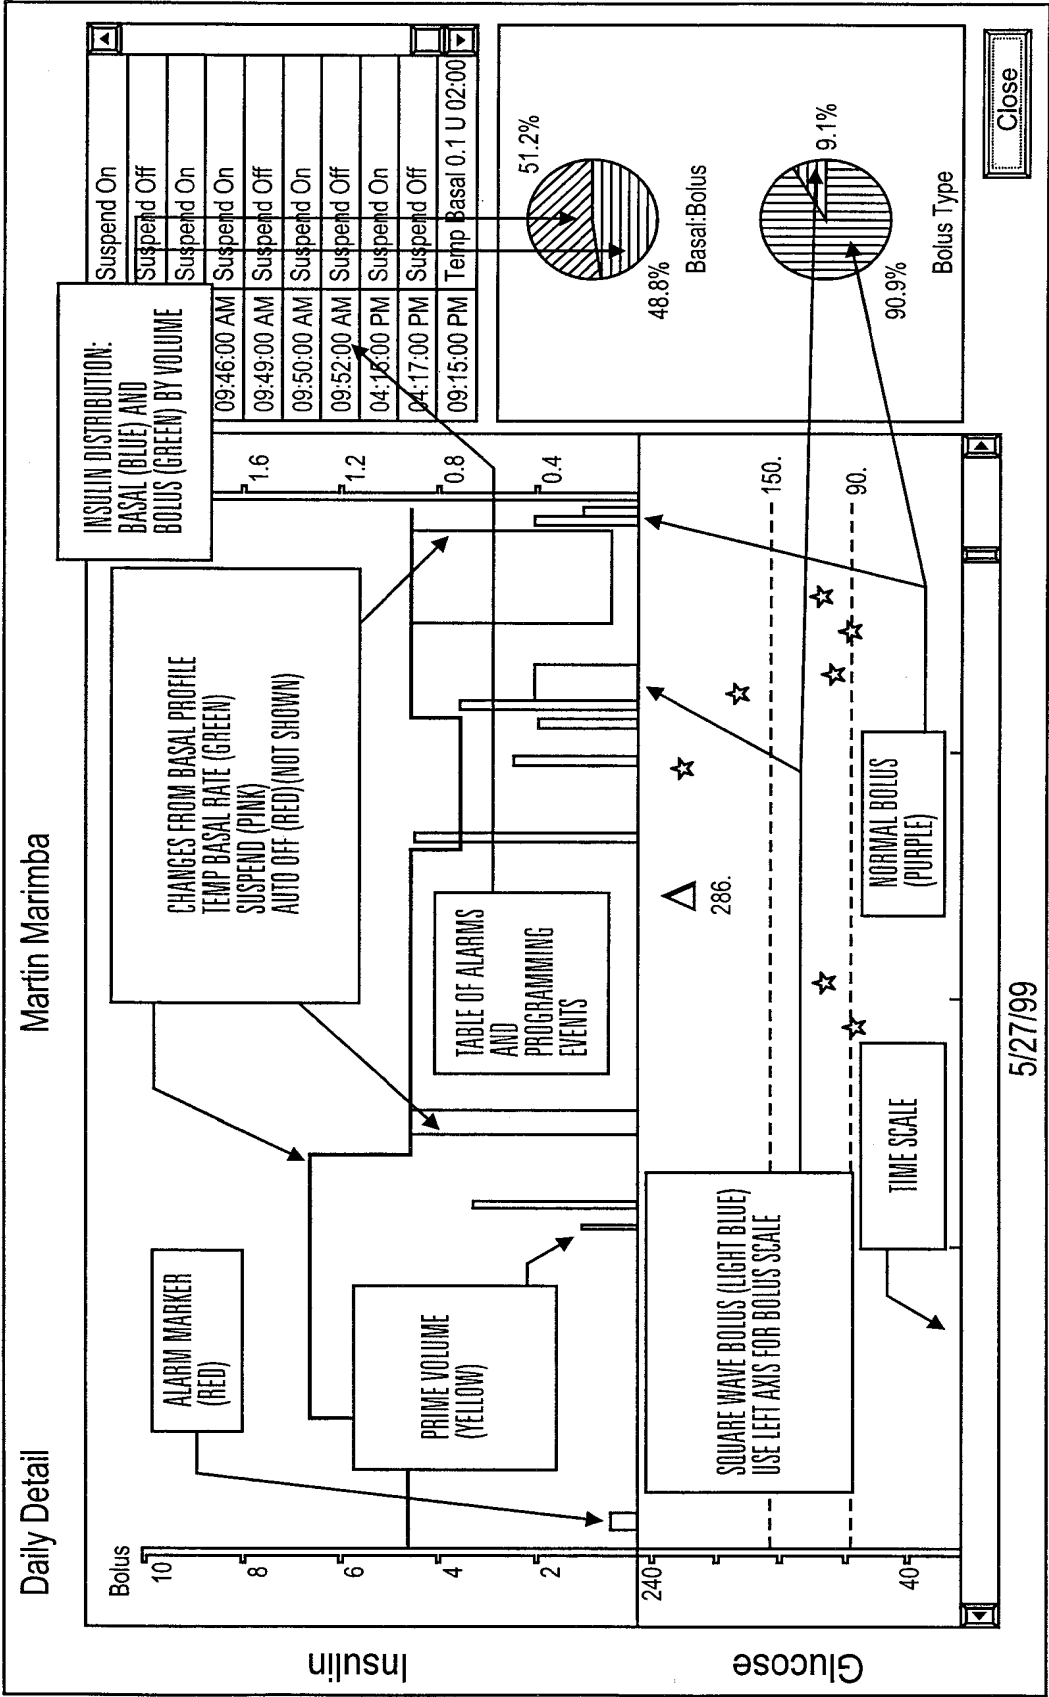 Daily Detail
Martin Marimba
Bolus
10
8
6
4
2
Insulin
ALARM MARKER
(RED)
PRIME VOLUME
(YELLOW)
CHANGES FROM BASAL PROFILE
TEMP BASAL RATE (GREEN)
SUSPEND (PINK)
AUTO OFF (RED)(NOT SHOWN)
TABLE OF ALARMS
AND
PROGRAMMING
EVENTS
INSULIN DISTRIBUTION:
BASAL (BLUE) AND
BOLUS (GREEN) BY VOLUME
1.6
1.2
0.8
0.4
Suspend On
Suspend Off
Suspend On
09:46:00 AM Suspend On
09:49:00 AM Suspend Off
09:50:00 AM Suspend On
09:52:00 AM Suspend Off
04:15:00 PM Suspend On
04:17:00 PM Suspend Off
09:15:00 PM Temp Basal 0.1 U 02:00
51.2%
48.8%
Basal:Bolus
9.1%
90.9%
Bolus Type
Glucose
240
40
150.
90.
286.
SQUARE WAVE BOLUS (LIGHT BLUE)
USE LEFT AXIS FOR BOLUS SCALE
TIME SCALE
NORMAL BOLUS
(PURPLE)
5/27/99
Close